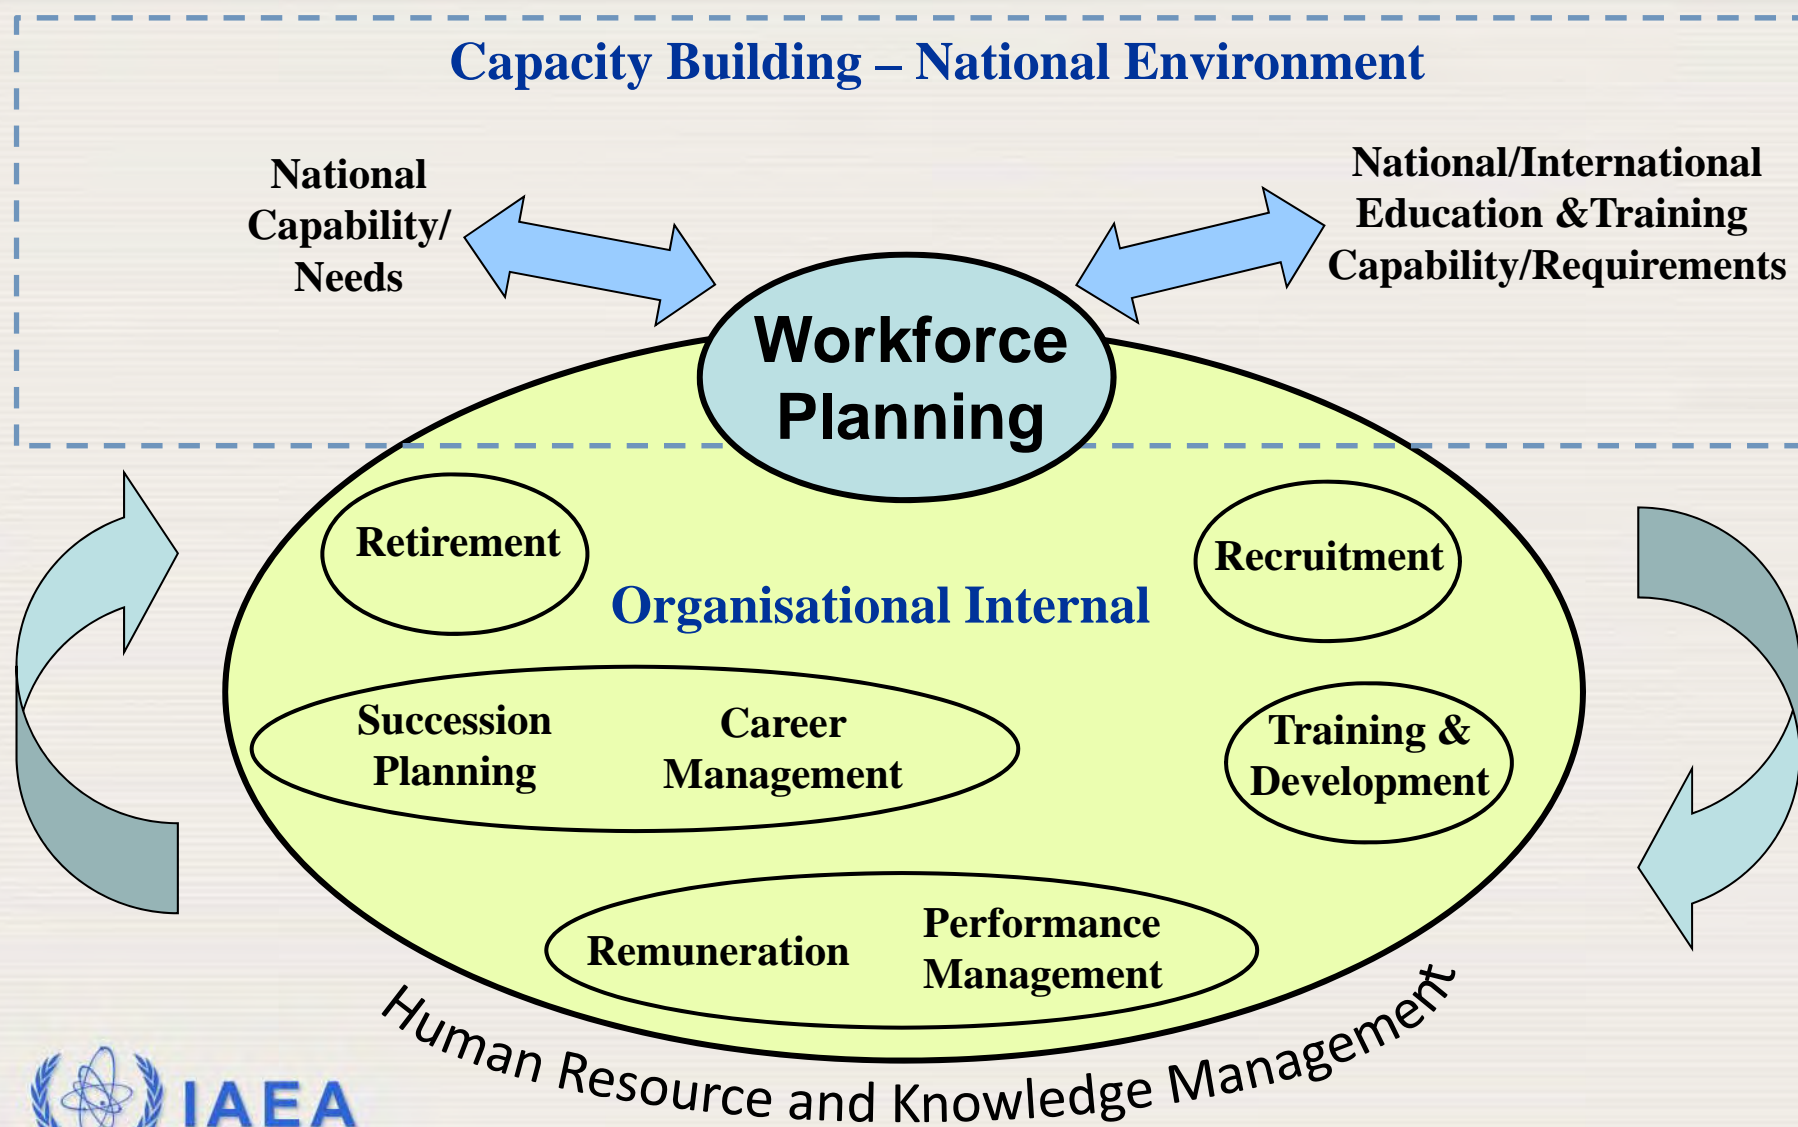 Capacity Building – National Environment
National
Capability/
Needs
National/International
Education &Training
Capability/Requirements
Workforce
Planning
Retirement
Recruitment
Organisational Internal
Succession
Planning
Career
Management
Training &
Development
Remuneration
Performance
Management
Human Resource and Knowledge Management
IAEA